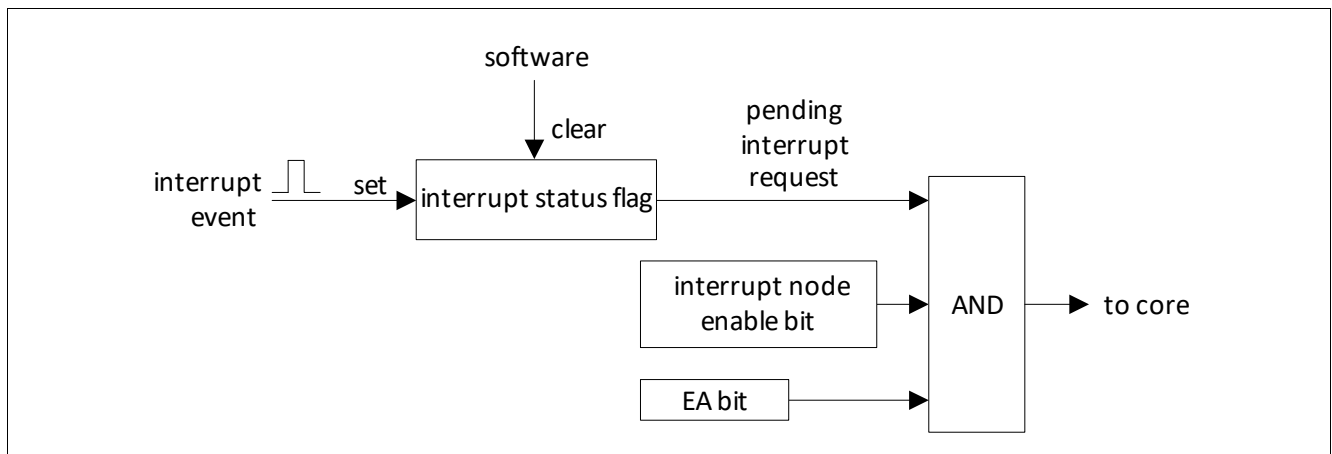 software
clear
pending
interrupt
request
interrupt
event
set
interrupt status flag
interrupt node
enable bit
AND
to core
EA bit